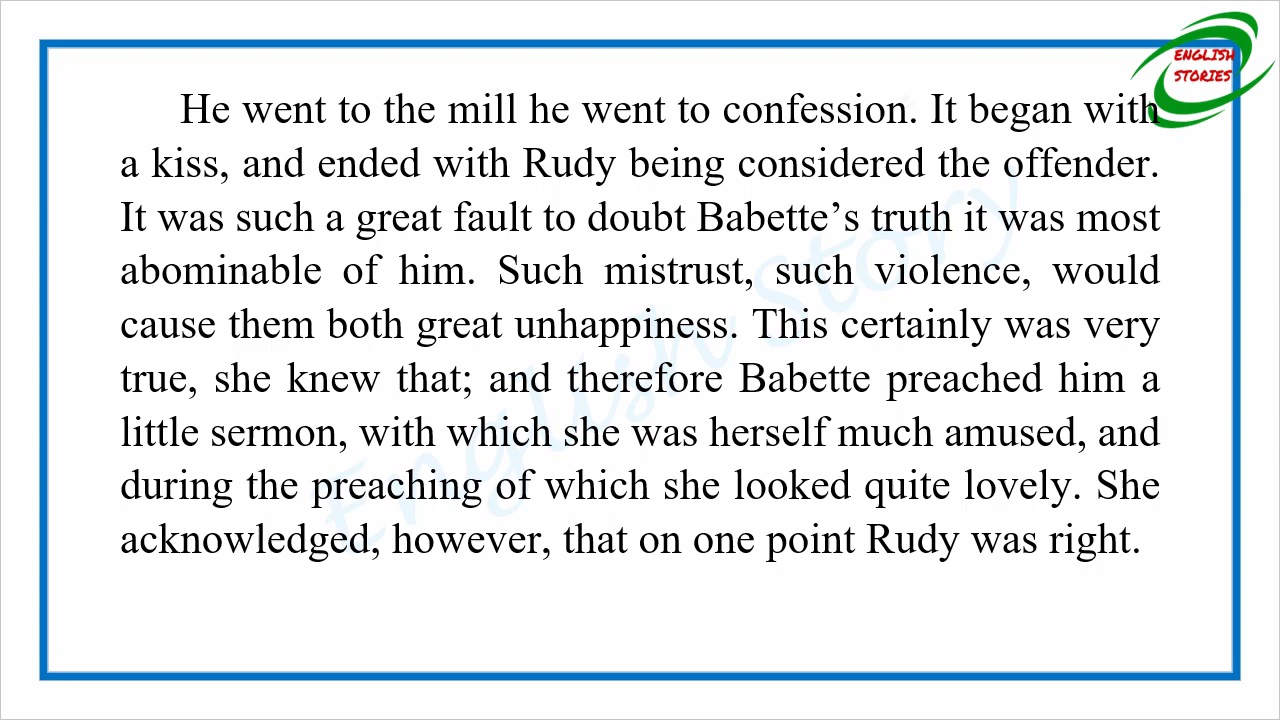 ENGLISH
STORIES
He went to the mill he went to confession. It began with
a kiss, and ended with Rudy being considered the offender.
It was such a great fault to doubt Babette’s truth it was most
abominable of him. Such mistrust, such violence, would
cause them both great unhappiness. This certainly was very
true, she knew that; and therefore Babette preached him a
little sermon, with which she was herself much amused, and
during the preaching of which she looked quite lovely. She
acknowledged, however, that on one point Rudy was right.
English Story